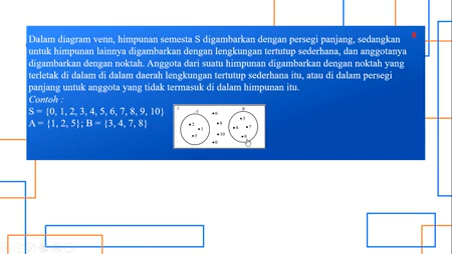 Dalam diagram venn, himpunan semesta S digambarkan dengan persegi panjang, sedangkan
untuk himpunan lainnya digambarkan dengan lengkungan tertutup sederhana, dan anggotanya
digambarkan dengan noktah. Anggota dari suatu himpunan digambarkan dengan noktah yang
terletak di dalam di dalam daerah lengkungan tertutup sederhana itu, atau di dalam persegi
panjang untuk anggota yang tidak termasuk di dalam himpunan itu.
Contoh :
S = {0, 1, 2, 3, 4, 5, 6, 7, 8, 9, 10}
A = {1, 2, 5}; B = {3, 4, 7, 8}